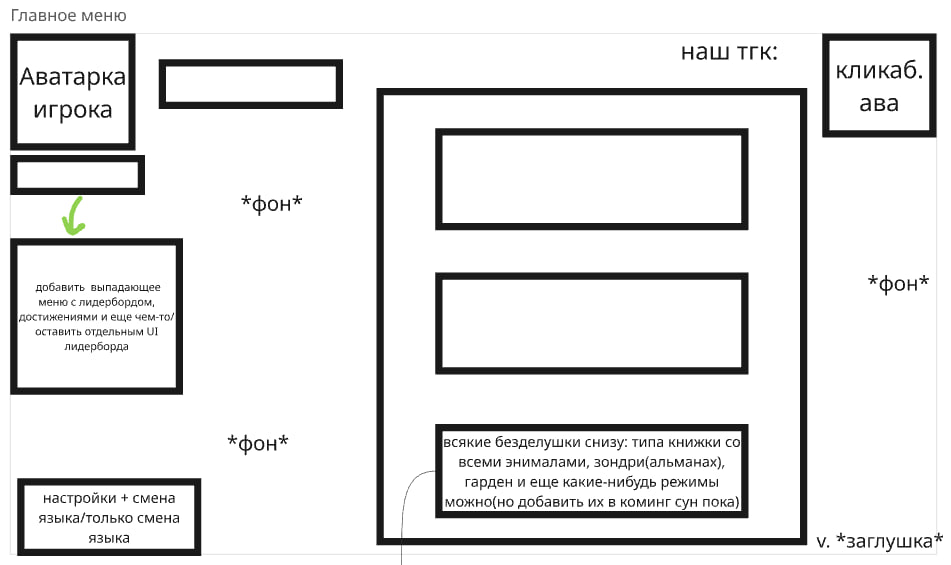 Главное меню
Аватарка
игрока
наш тгк:
кликаб.
ава
*фон*
добавить выпадающее
меню с лидербордом,
достижениями и еще чем-то/
оставить отдельным UI
лидерборда
*фон*
*фон*
всякие безделушки снизу: типа книжки со
всеми энималами, зондри(альманах),
гарден и еще какие-нибудь режимы
можно(но добавить их в коминг сун пока)
настройки + смена
языка/только смена
языка
v. *заглушка*